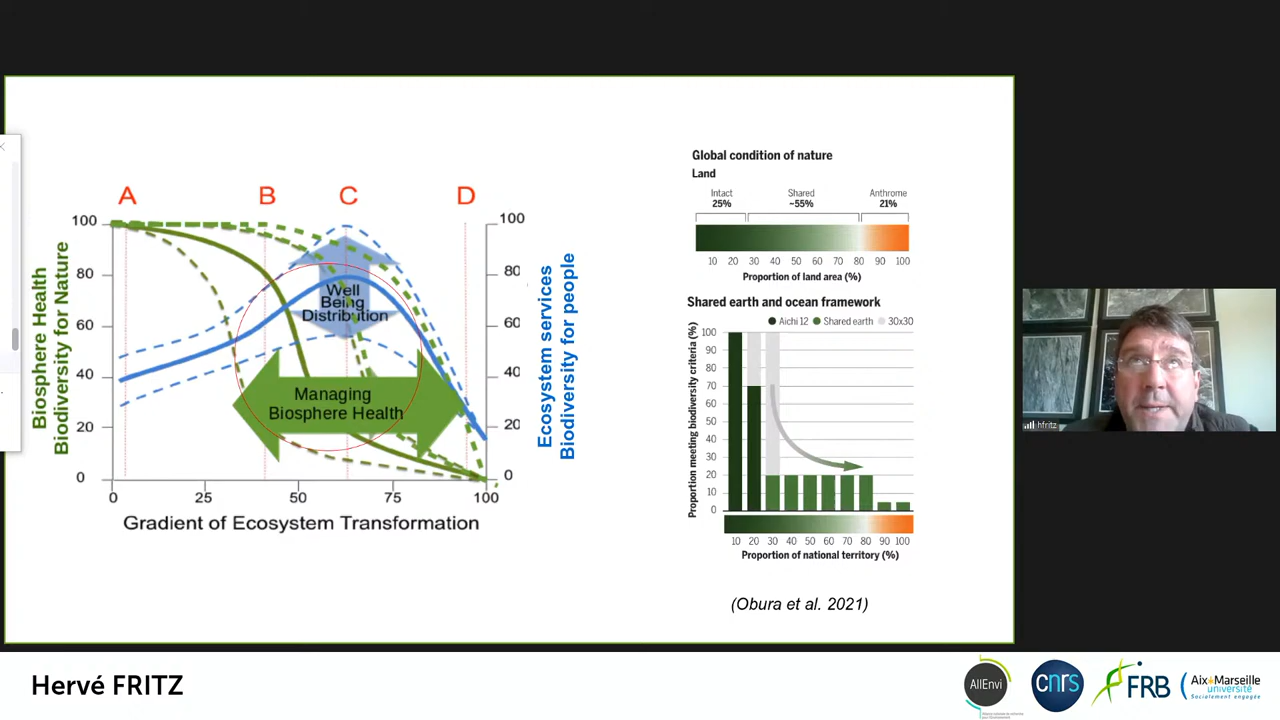 A
B
C
D
100
80
60
40
20
0
Biosphere Health
Biodiversity for Nature
Well
Being
Distribution
Managing
Biosphere Health
100
80
60
40
20
0
Ecosystem services
Biodiversity for people
0
25
50
75
100
Gradient of Ecosystem Transformation
Global condition of nature
Land
Intact
25%
Shared
~55%
Anthrome
21%
10 20 30 40 50 60 70 80 90 100
Proportion of land area (%)
Shared earth and ocean framework
Aichi 12 Shared earth 30x30
Proportion meeting biodiversity criteria (%)
100
90
80
70
60
50
40
30
20
10
0
10 20 30 40 50 60 70 80 90 100
Proportion of national territory (%)
(Obura et al. 2021)
hfritz
Hervé FRITZ
AllEnvi
cnrs
FRB
Aix Marseille
université
Socialement engagée